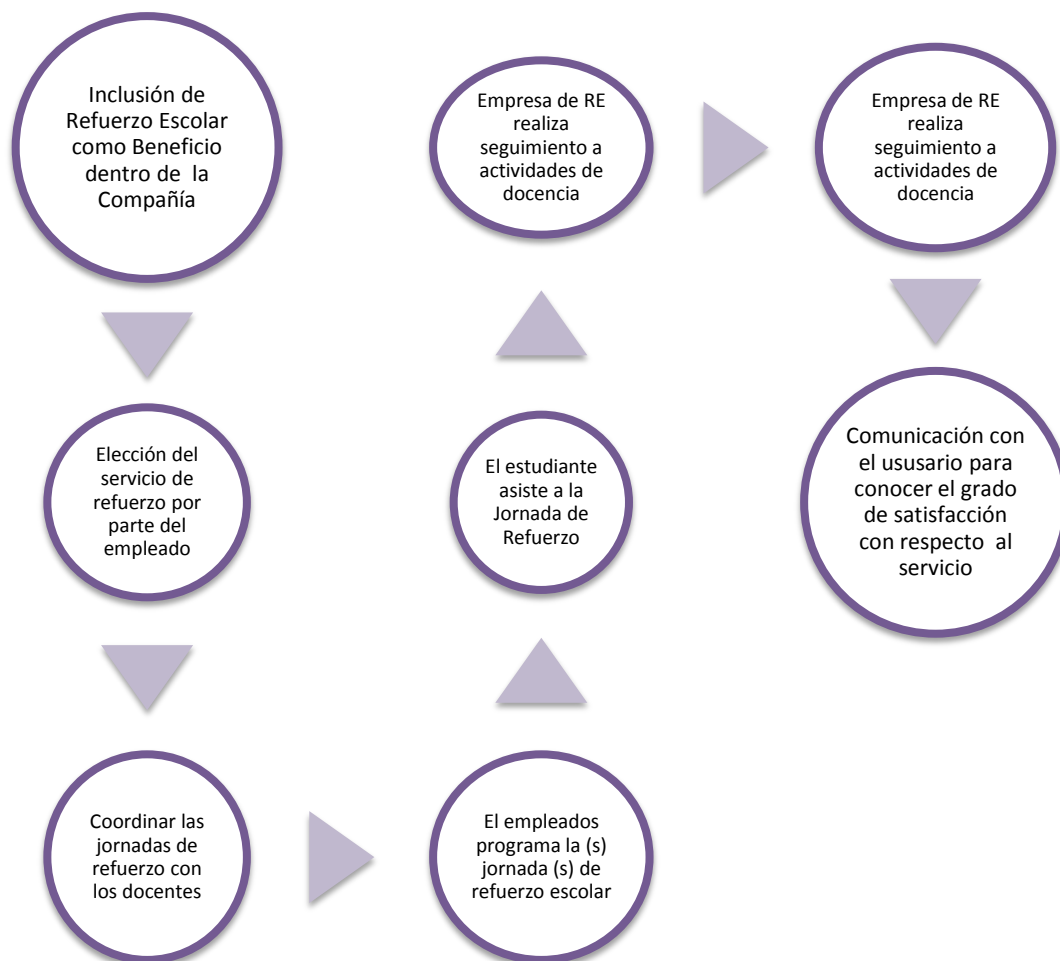 Inclusión de
Refuerzo Escolar
como Beneficio
dentro de  la
Compañía
Elección del
servicio de
refuerzo por
parte del
empleado
Coordinar las
jornadas de
refuerzo con
los docentes
El empleados
programa la (s)
jornada (s) de
refuerzo escolar
El estudiante
asiste a la
Jornada de
Refuerzo
Empresa de RE
realiza
seguimiento a
actividades de
docencia
Empresa de RE
realiza
seguimiento a
actividades de
docencia
Comunicación con
el ususario para
conocer el grado
de satisfacción
con respecto  al
servicio